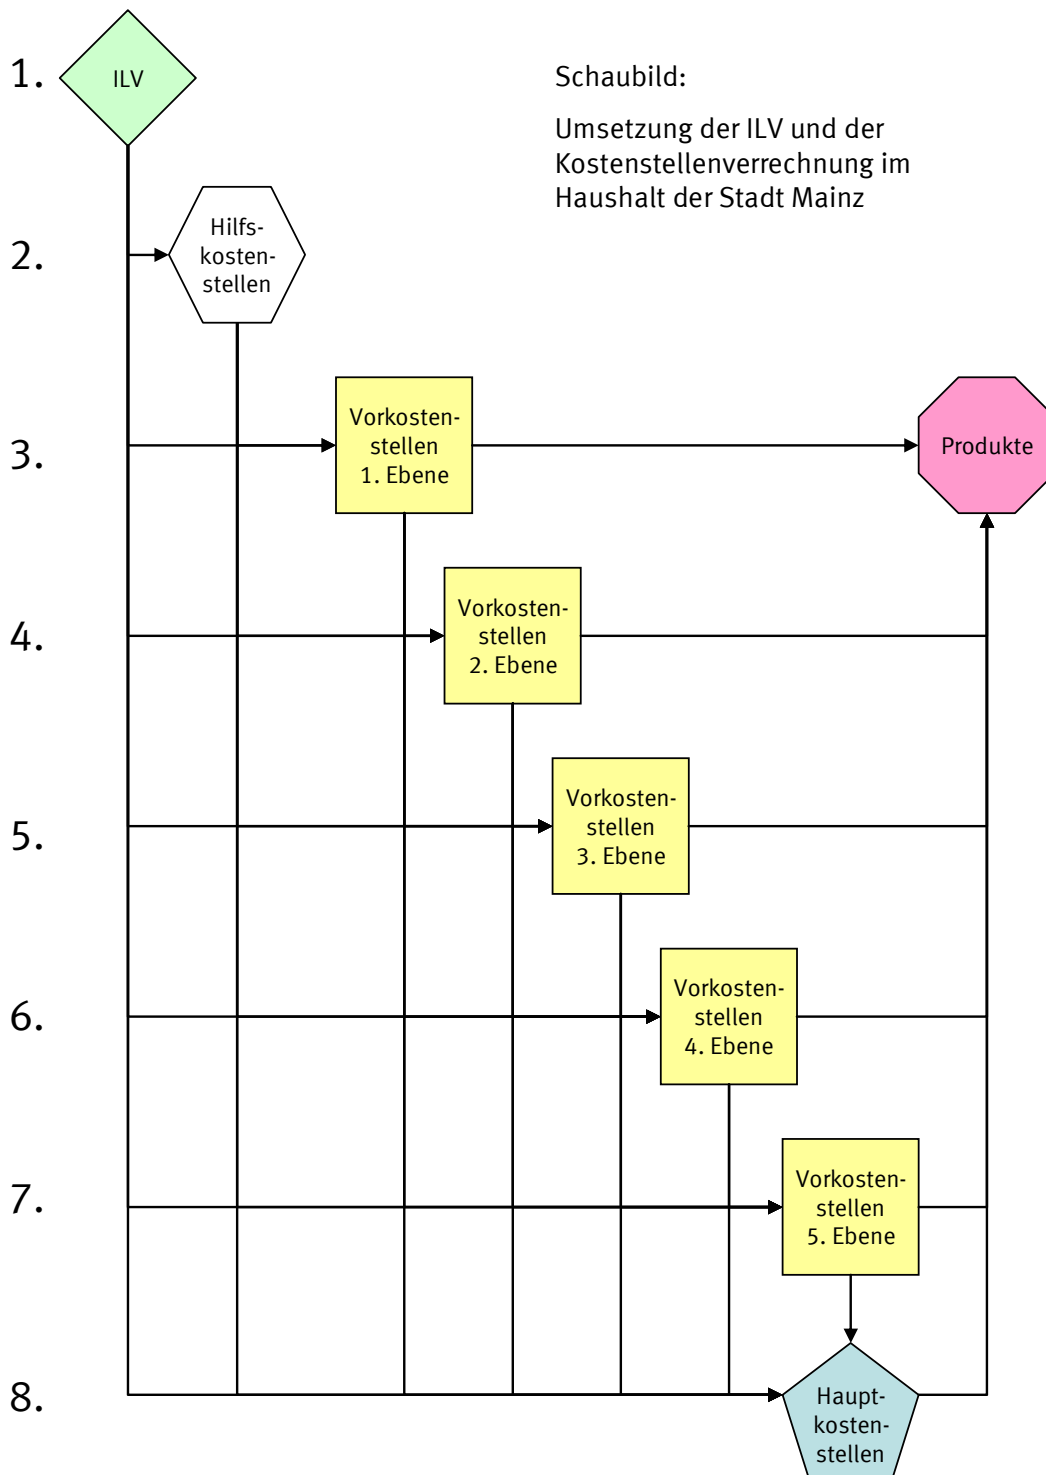 1.
ILV
Schaubild:
Umsetzung der ILV und der
Kostenstellenverrechnung im
Haushalt der Stadt Mainz
2.
Hilfs-
kosten-
stellen
3.
Vorkosten-
stellen
1. Ebene
Produkte
4.
Vorkosten-
stellen
2. Ebene
5.
Vorkosten-
stellen
3. Ebene
6.
Vorkosten-
stellen
4. Ebene
7.
Vorkosten-
stellen
5. Ebene
8.
Haupt-
kosten-
stellen